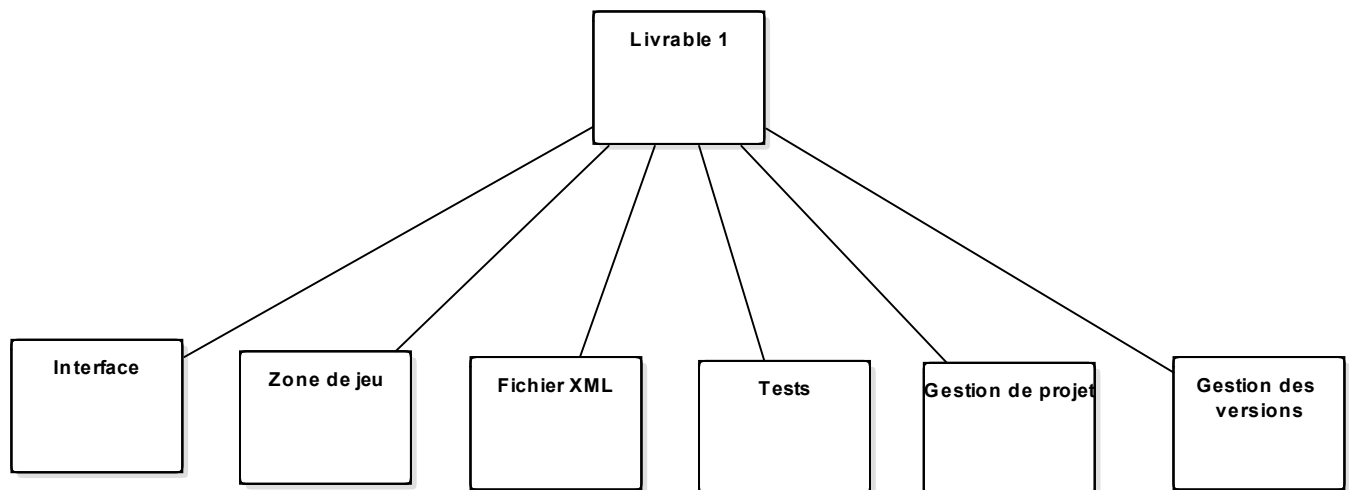 Livrable 1
Interface
Zone de jeu
Fichier XML
Tests
Gestion de projet
Gestion des
versions